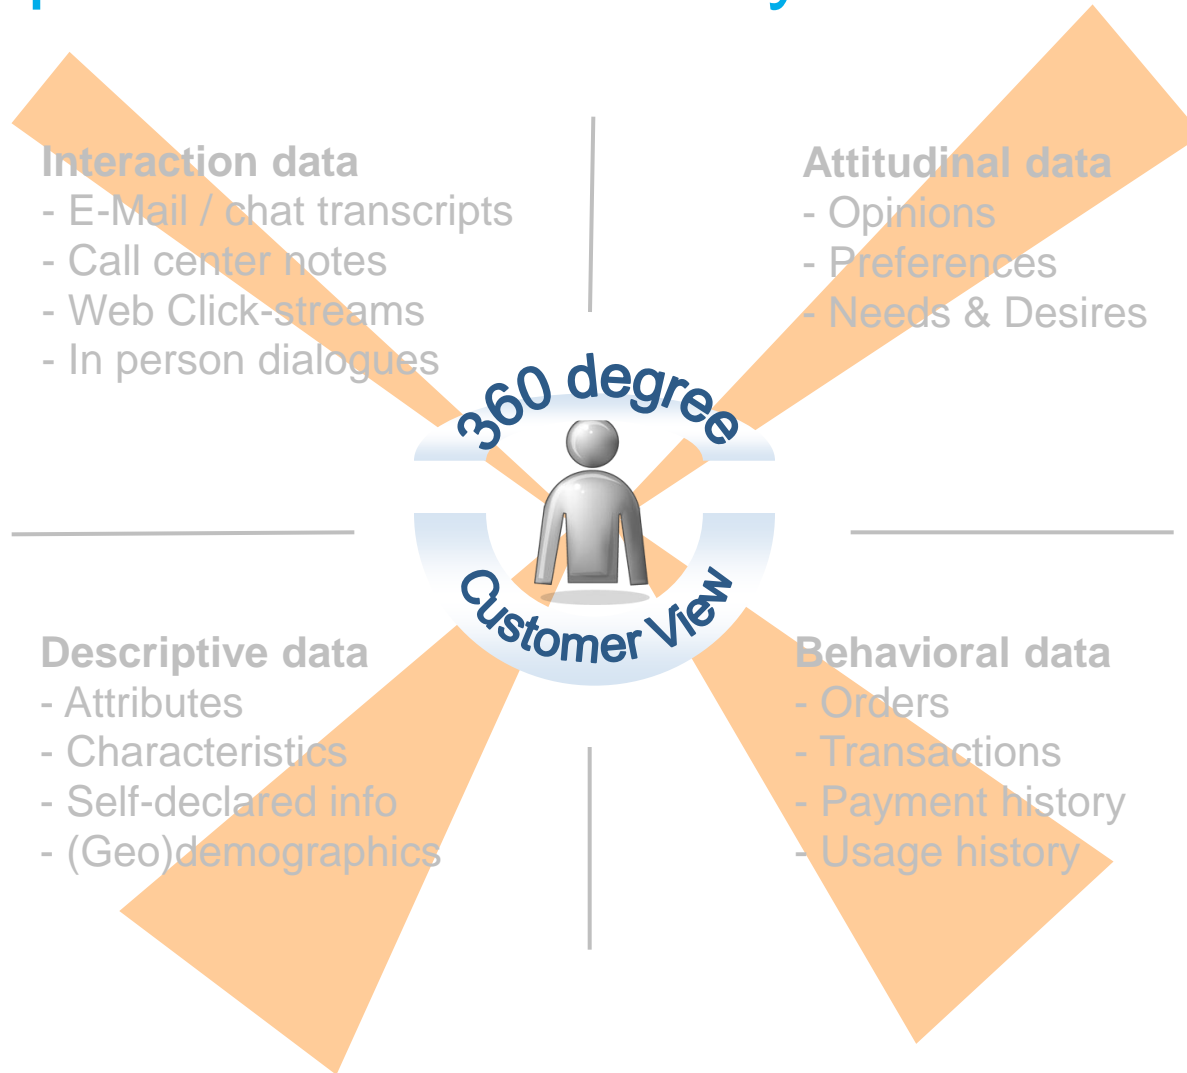 Interaction data
- E-Mail / chat transcripts
- Call center notes
- Web Click-streams
- In person dialogues
Attitudinal data
- Opinions
- Preferences
- Needs & Desires
360 degree
Customer View
Descriptive data
- Attributes
- Characteristics
- Self-declared info
- (Geo)demographics
Behavioral data
- Orders
- Transactions
- Payment history
- Usage history